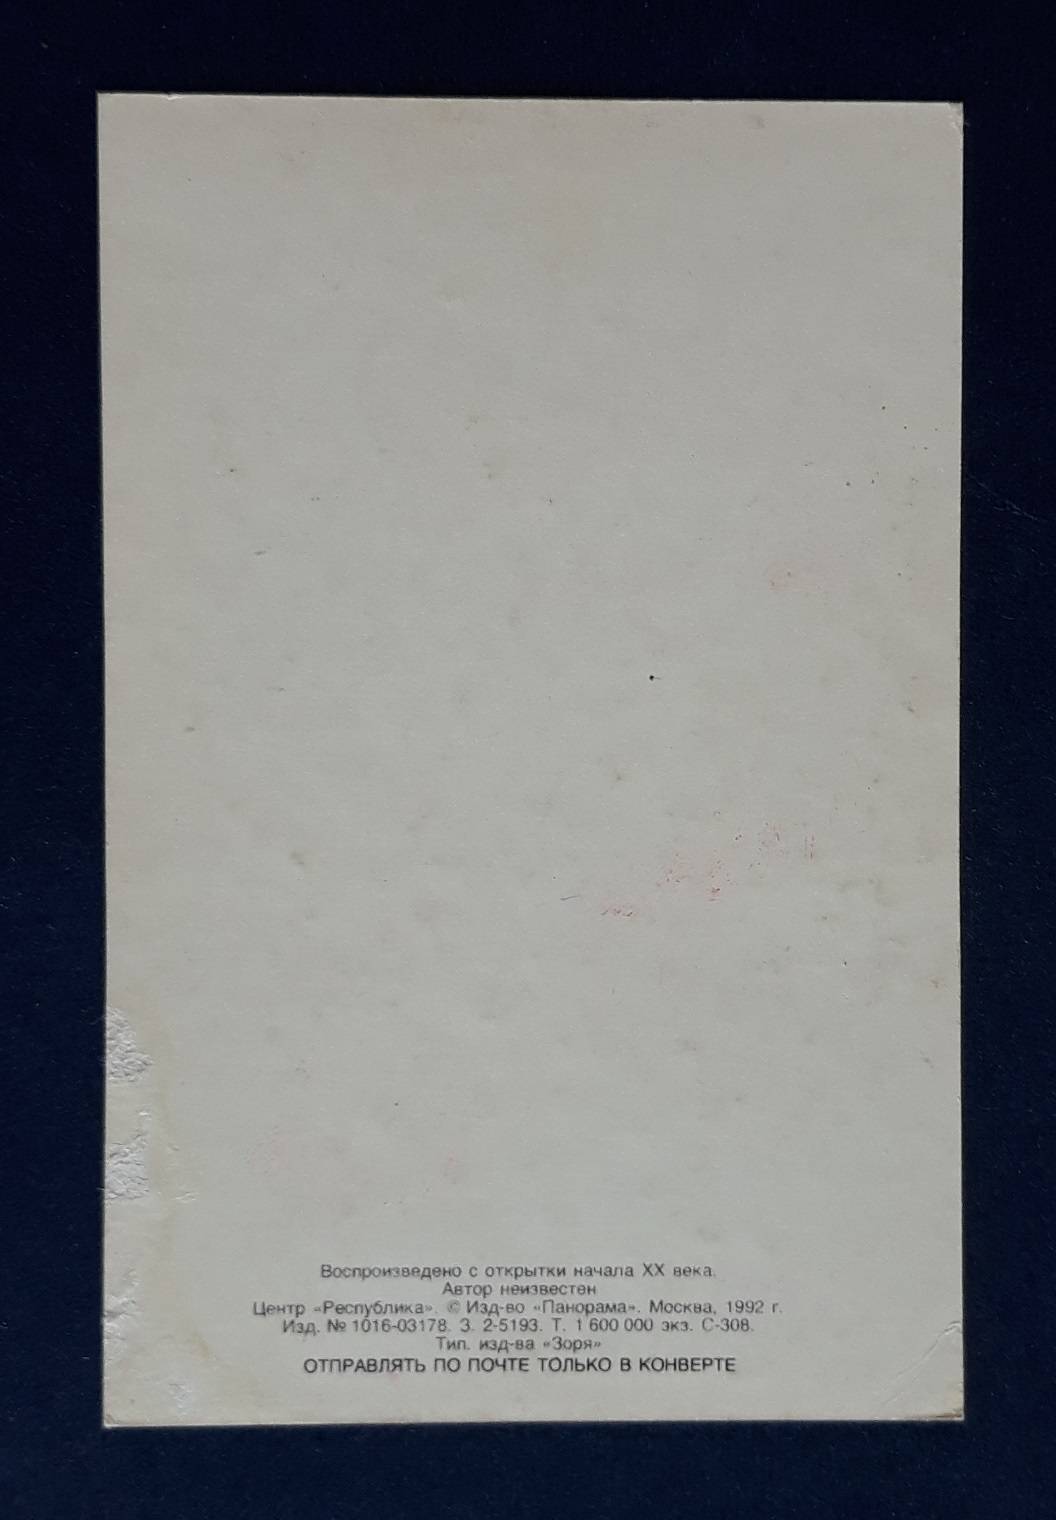 Воспроизведено с открытки начала XX века.
Автор неизвестен
Центр «Республика». © Изд-во «Панорама». Москва, 1992 г.
Изд. № 1016-03178. З. 2-5193. Т. 1 600 000 экз. С-308.
Тип. изд-ва «Зоря»
ОТПРАВЛЯТЬ ПО ПОЧТЕ ТОЛЬКО В КОНВЕРТЕ